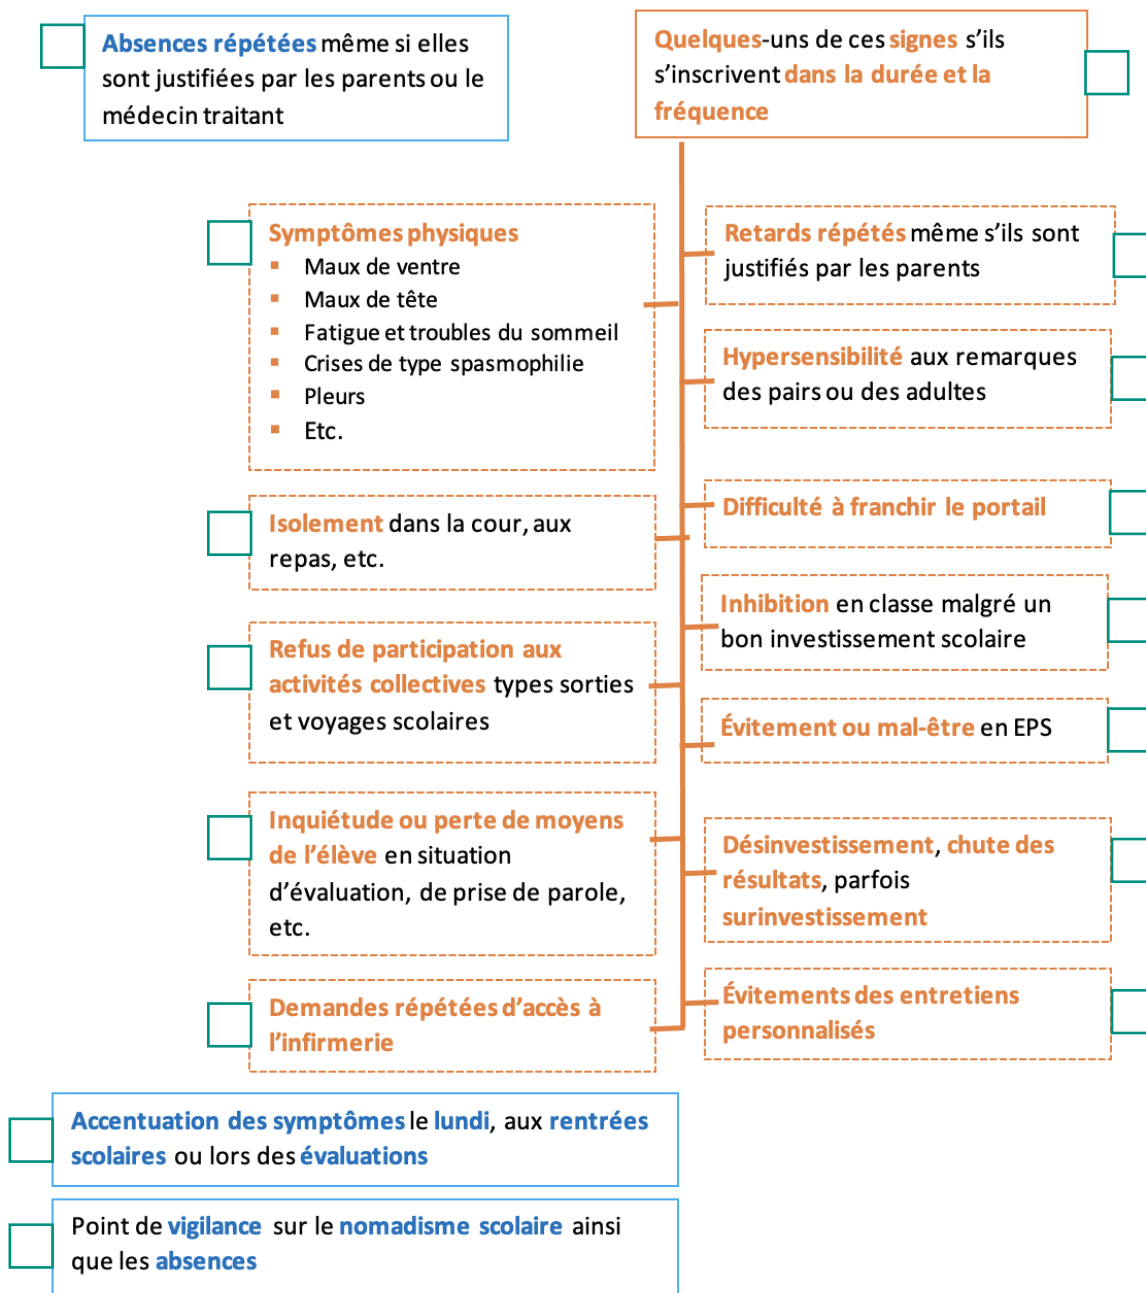 Absences répétées même si elles
sont justifiées par les parents ou le
médecin traitant
Quelques-uns de ces signes s'ils
s'inscrivent dans la durée et la
fréquence
Symptômes physiques
▪ Maux de ventre
▪ Maux de tête
▪ Fatigue et troubles du sommeil
▪ Crises de type spasmophilie
▪ Pleurs
▪ Etc.
Retards répétés même s'ils sont
justifiés par les parents
Hypersensibilité aux remarques
des pairs ou des adultes
Isolement dans la cour, aux
repas, etc.
Difficulté à franchir le portail
Refus de participation aux
activités collectives types sorties
et voyages scolaires
Inhibition en classe malgré un
bon investissement scolaire
Évitement ou mal-être en EPS
Inquiétude ou perte de moyens
de l'élève en situation
d'évaluation, de prise de parole,
etc.
Désinvestissement, chute des
résultats, parfois
surinvestissement
Demandes répétées d'accès à
l'infirmerie
Évitements des entretiens
personnalisés
Accentuation des symptômes le lundi, aux rentrées
scolaires ou lors des évaluations
Point de vigilance sur le nomadisme scolaire ainsi
que les absences